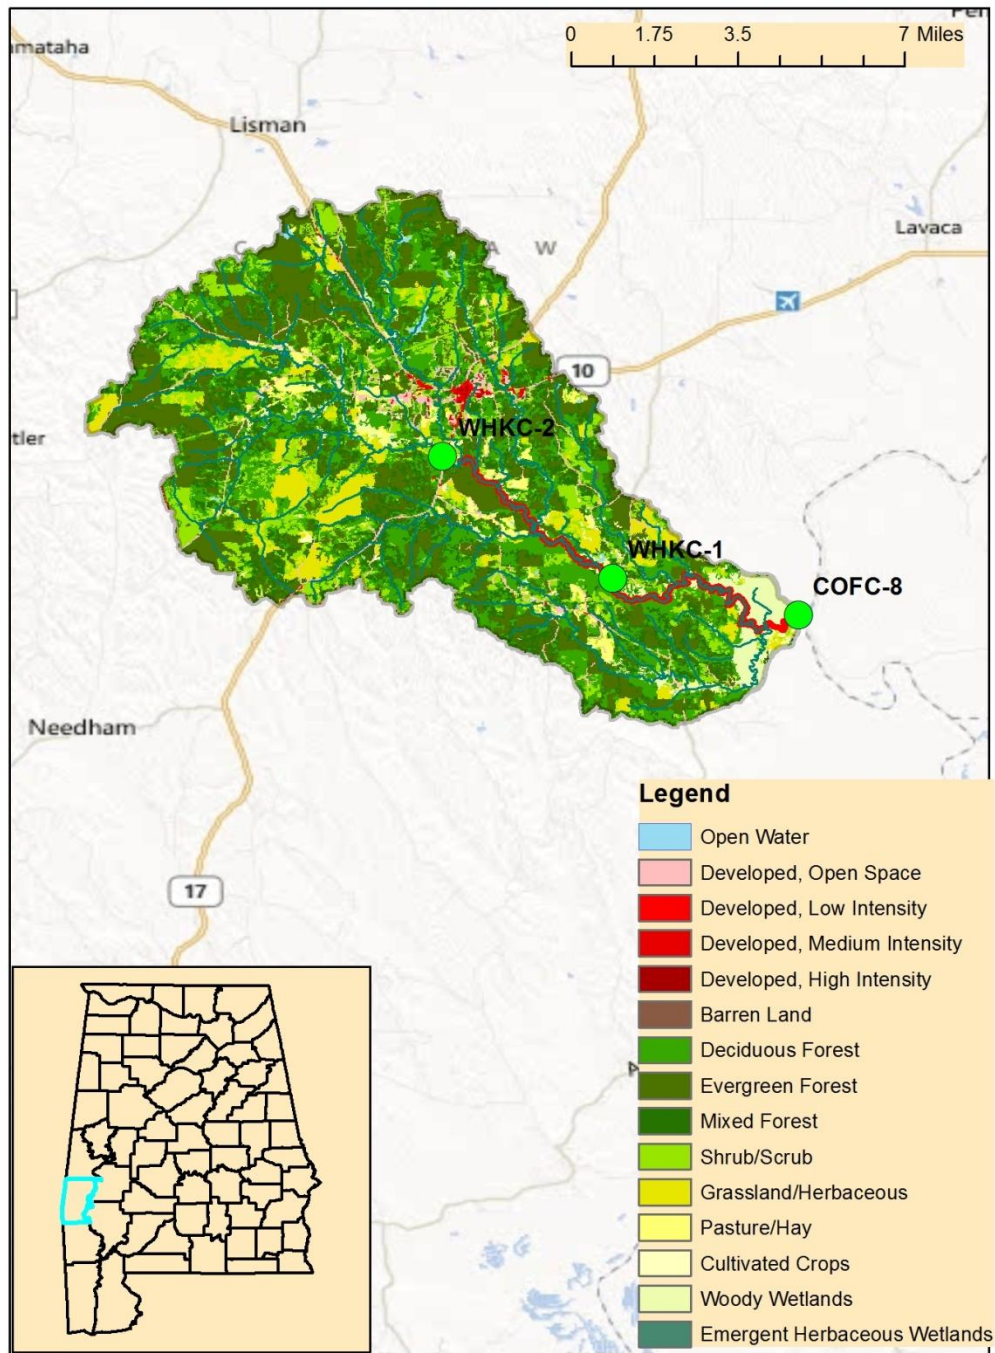 0 1.75 3.5 7 Miles
mataha
Lisman
C A W
Lavaca
10
tler
WHKC-2
WHKC-1
COFC-8
Needham
17
Legend
Open Water
Developed, Open Space
Developed, Low Intensity
Developed, Medium Intensity
Developed, High Intensity
Barren Land
Deciduous Forest
Evergreen Forest
Mixed Forest
Shrub/Scrub
Grassland/Herbaceous
Pasture/Hay
Cultivated Crops
Woody Wetlands
Emergent Herbaceous Wetlands